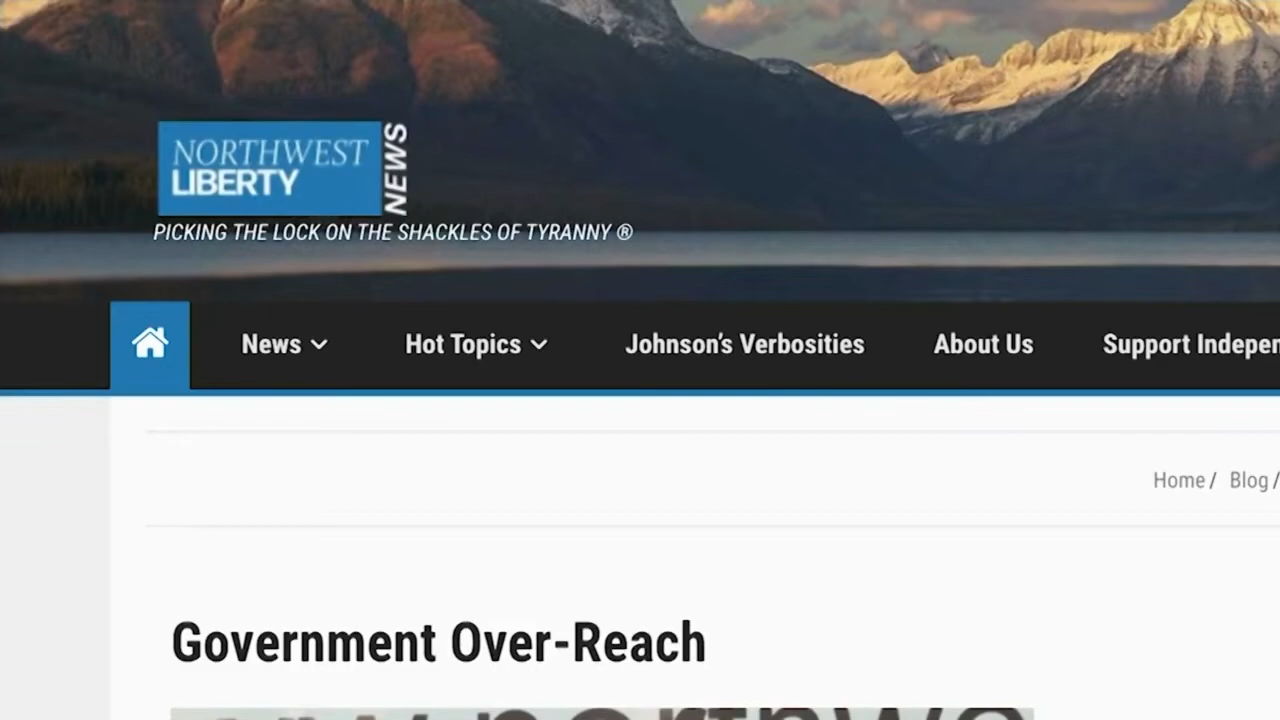 NORTHWEST
LIBERTY
NEWS
PICKING THE LOCK ON THE SHACKLES OF TYRANNY ®
News Hot Topics Johnson's Verbosities About Us Support
Home / Blog /
Government Over-Reach